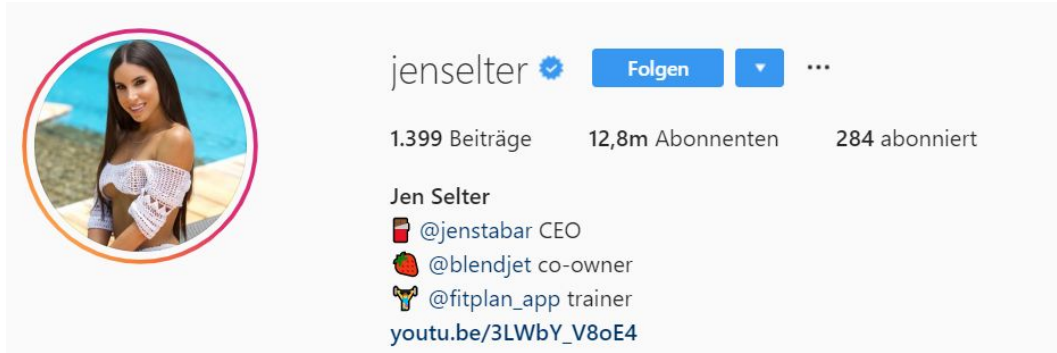 jenselter Folgen ...
1.399 Beiträge 12,8m Abonnenten 284 abonniert
Jen Selter
@jenstabar CEO
@blendjet co-owner
@fitplan_app trainer
youtu.be/3LWbY_V8oE4